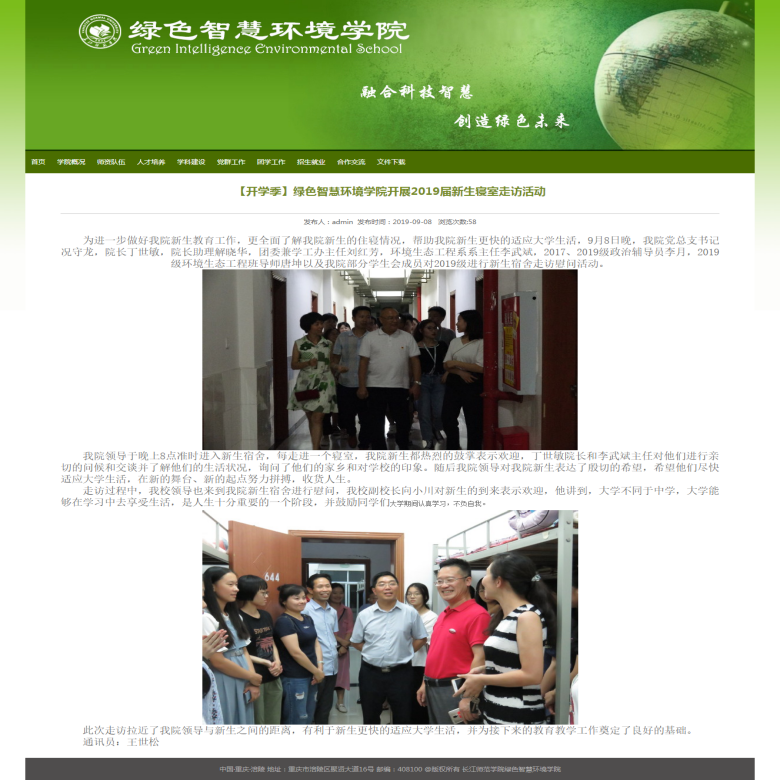 绿色智慧环境学院
Green Intelligence Environmental School
融合科技智慧
创造绿色未来
首页 学院概况 师资队伍 人才培养 学科建设 党群工作 团学工作 招生就业 合作交流 文件下载
【开学季】绿色智慧环境学院开展2019届新生寝室走访活动
发布人：admin 发布时间：2019-09-08 浏览次数:58
为进一步做好我院新生教育工作，更全面了解我院新生的住寝情况，帮助我院新生更快的适应大学生活，9月8日晚，我院党总支书记
况守龙，院长丁世敏，院长助理解晓华，团委兼学工办主任刘红芳，环境生态工程系系主任李武斌，2017、2019级政治辅导员李月，2019
级环境生态工程班导师唐坤以及我院部分学生会成员对2019级进行新生宿舍走访慰问活动。
我院领导于晚上8点准时进入新生宿舍，每走进一个寝室，我院新生都热烈的鼓掌表示欢迎，丁世敏院长和李武斌主任对他们进行亲
切的问候和交谈并了解他们的生活状况，询问了他们的家乡和对学校的印象。随后我院领导对我院新生表达了殷切的希望，希望他们尽快
适应大学生活，在新的舞台、新的起点努力拼搏，收货人生。
走访过程中，我校领导也来到我院新生宿舍进行慰问，我校副校长向小川对新生的到来表示欢迎，他讲到，大学不同于中学，大学能
够在学习中去享受生活，是人生十分重要的一个阶段，并鼓励同学们大学期间认真学习，不负自我。
644
此次走访拉近了我院领导与新生之间的距离，有利于新生更快的适应大学生活，并为接下来的教育教学工作奠定了良好的基础。
通讯员：王世松
中国·重庆·涪陵 地址：重庆市涪陵区聚贤大道16号 邮编：408100 @版权所有 长江师范学院绿色智慧环境学院